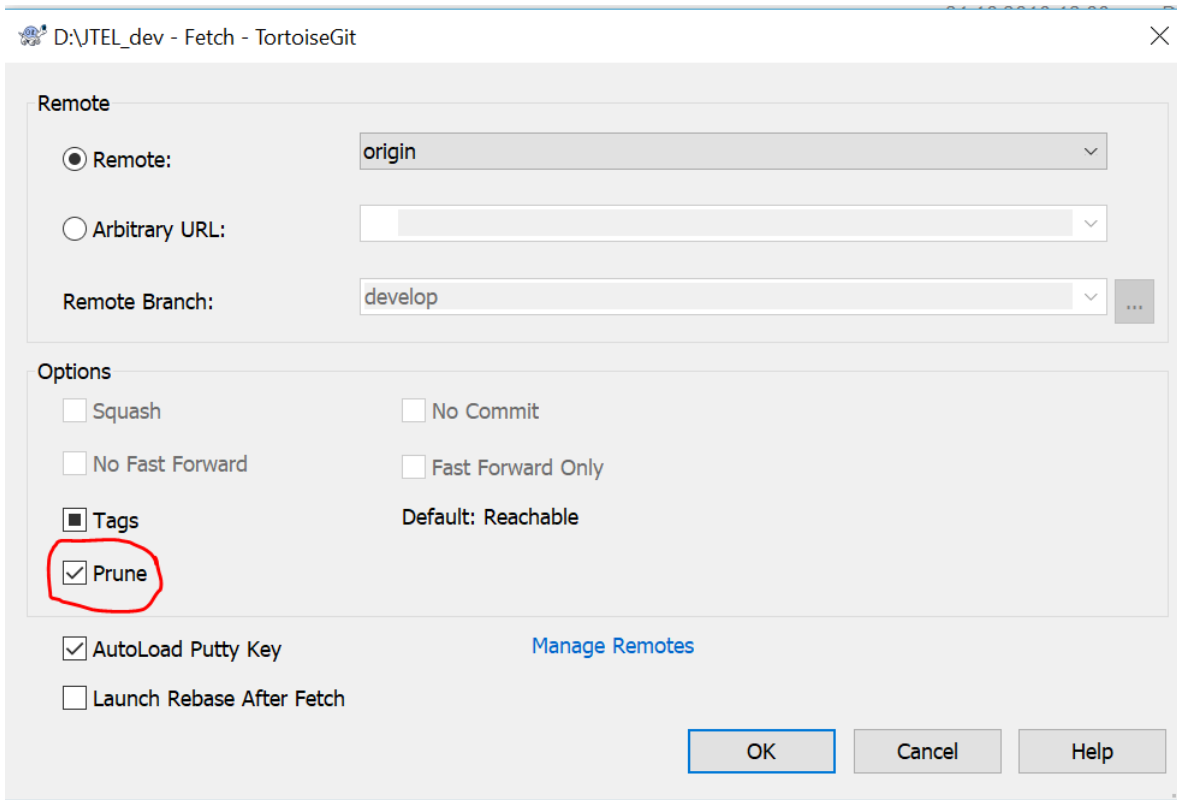 D:\JTEL_dev - Fetch - TortoiseGit
Remote
Remote:
origin
Arbitrary URL:
Remote Branch:
develop
...
Options
Squash
No Commit
No Fast Forward
Fast Forward Only
Tags
Default: Reachable
Prune
AutoLoad Putty Key
Manage Remotes
Launch Rebase After Fetch
OK
Cancel
Help